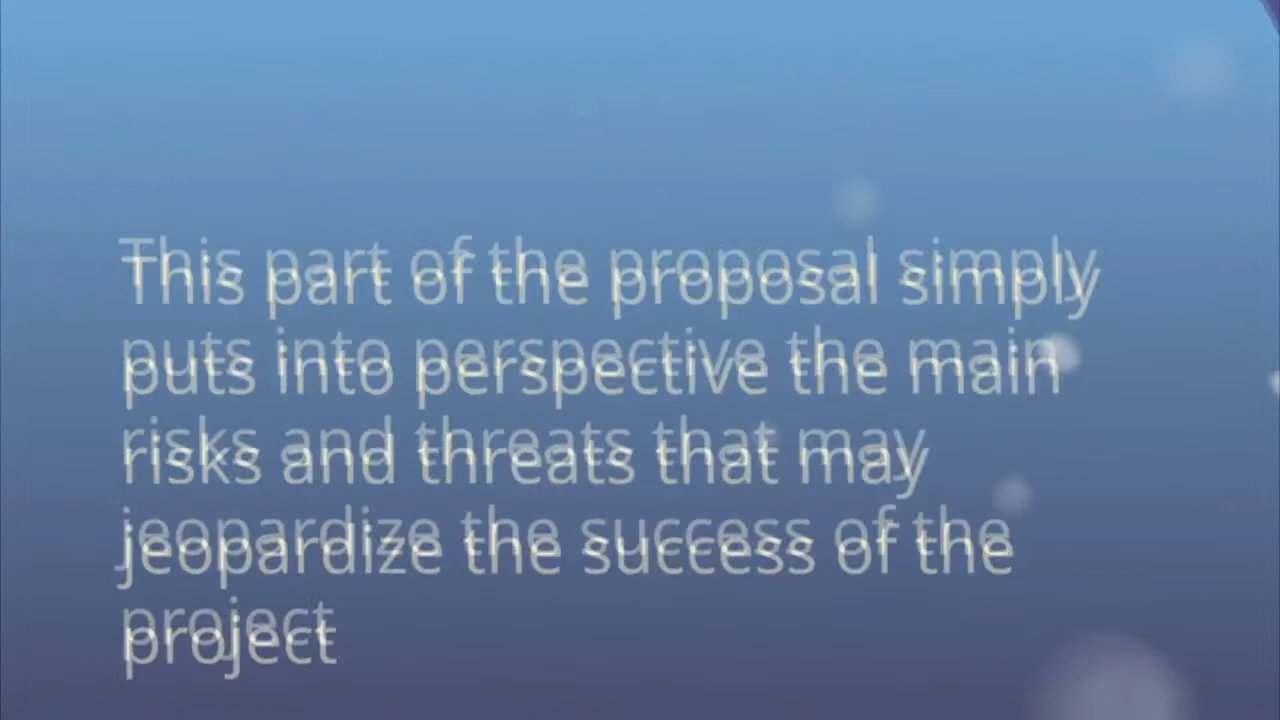 This part of the proposal simply
puts into perspective the main
risks and threats that may
jeopardize the success of the
project